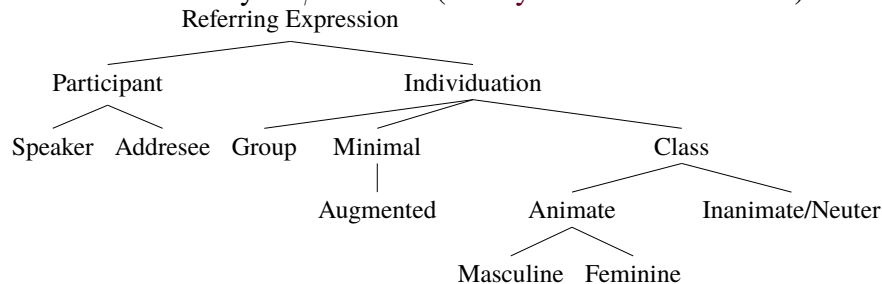 Referring Expression
Participant Individuation
Speaker Addresee Group Minimal Class
Augmented Animate Inanimate/Neuter
Masculine Feminine